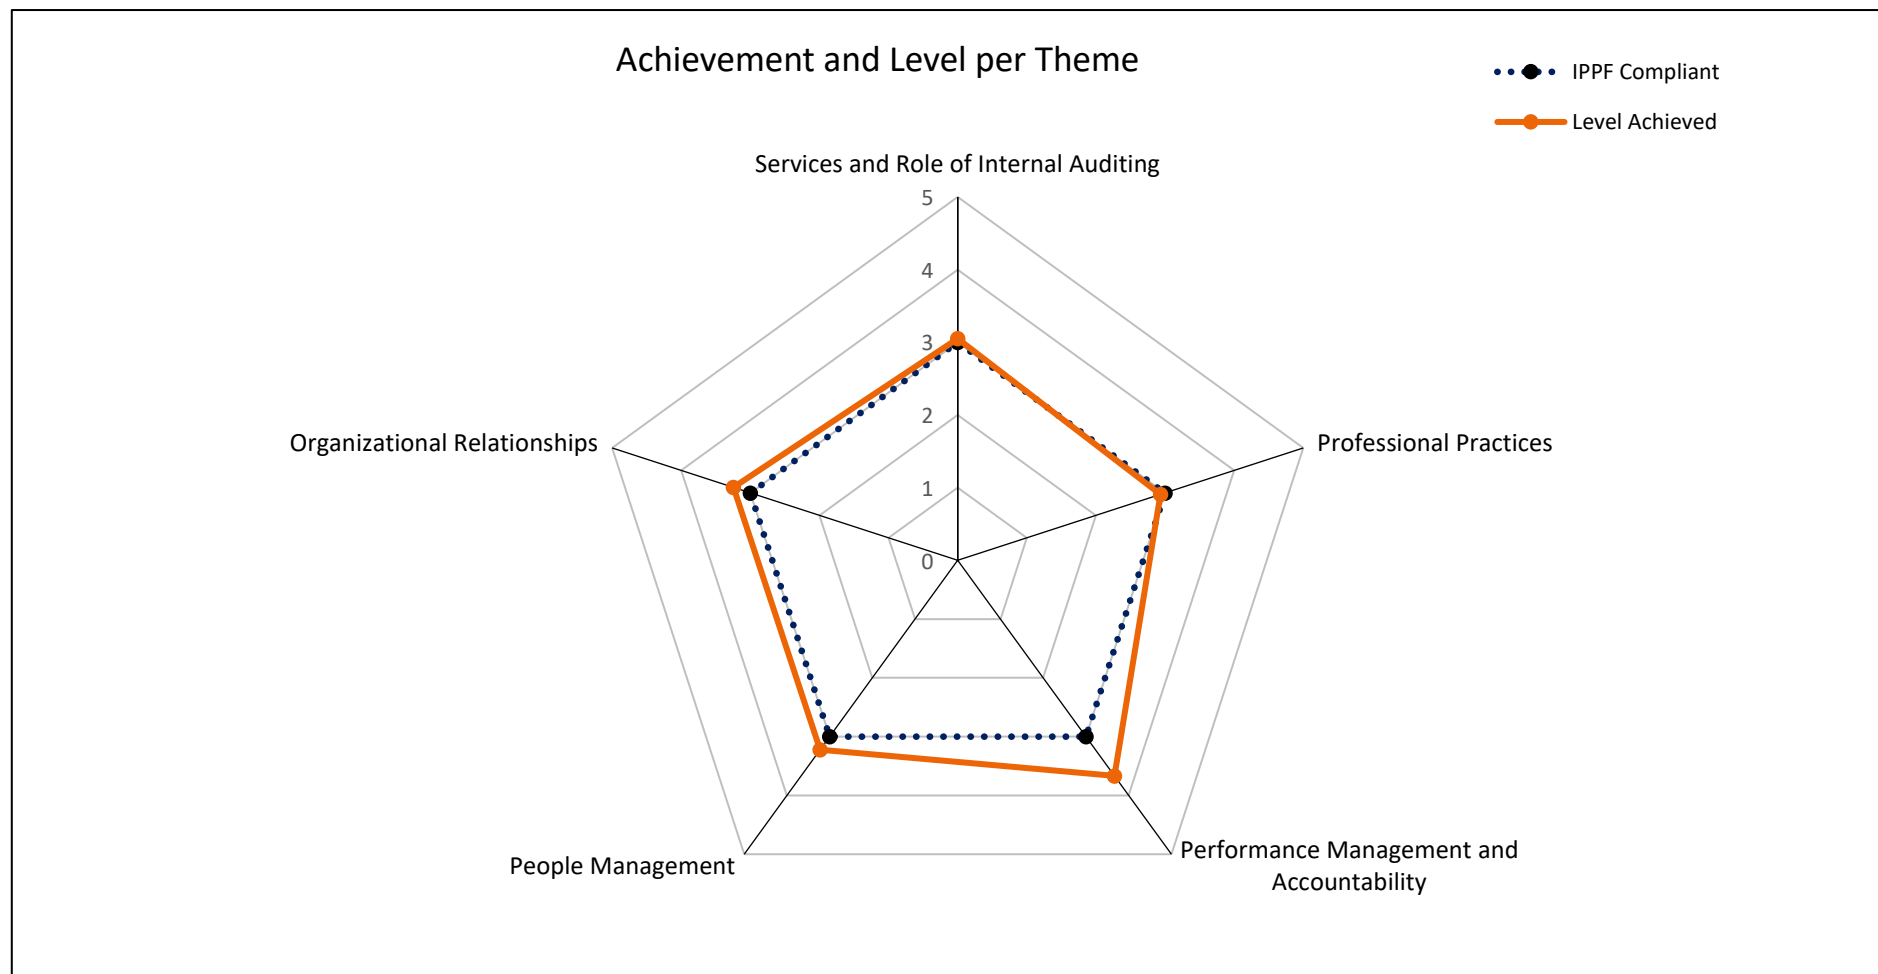 Achievement and Level per Theme
IPPF Compliant
Level Achieved
Services and Role of Internal Auditing
5
4
3
2
1
0
Organizational Relationships
Professional Practices
People Management
Performance Management and
Accountability